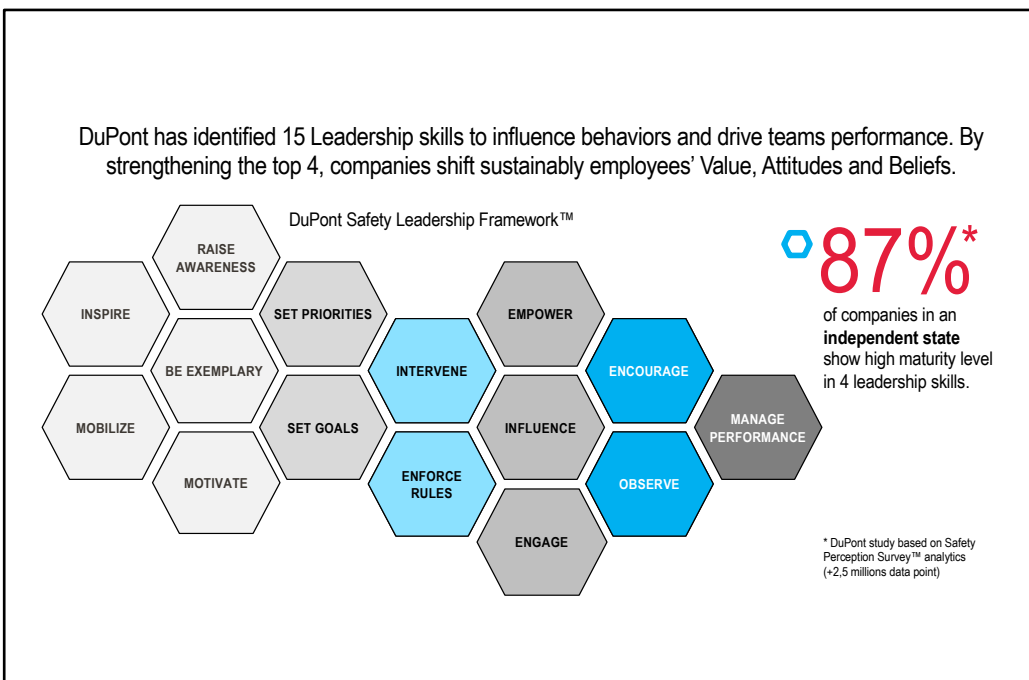 DuPont has identified 15 Leadership skills to influence behaviors and drive teams performance. By
strengthening the top 4, companies shift sustainably employees’ Value, Attitudes and Beliefs.
DuPont Safety Leadership Framework™
RAISE
AWARENESS
INSPIRE
SET PRIORITIES
EMPOWER
BE EXEMPLARY
INTERVENE
ENCOURAGE
MOBILIZE
SET GOALS
INFLUENCE
MANAGE
PERFORMANCE
MOTIVATE
ENFORCE
RULES
OBSERVE
ENGAGE
87%*
of companies in an
independent state
show high maturity level
in 4 leadership skills.
* DuPont study based on Safety
Perception Survey™ analytics
(+2,5 millions data point)